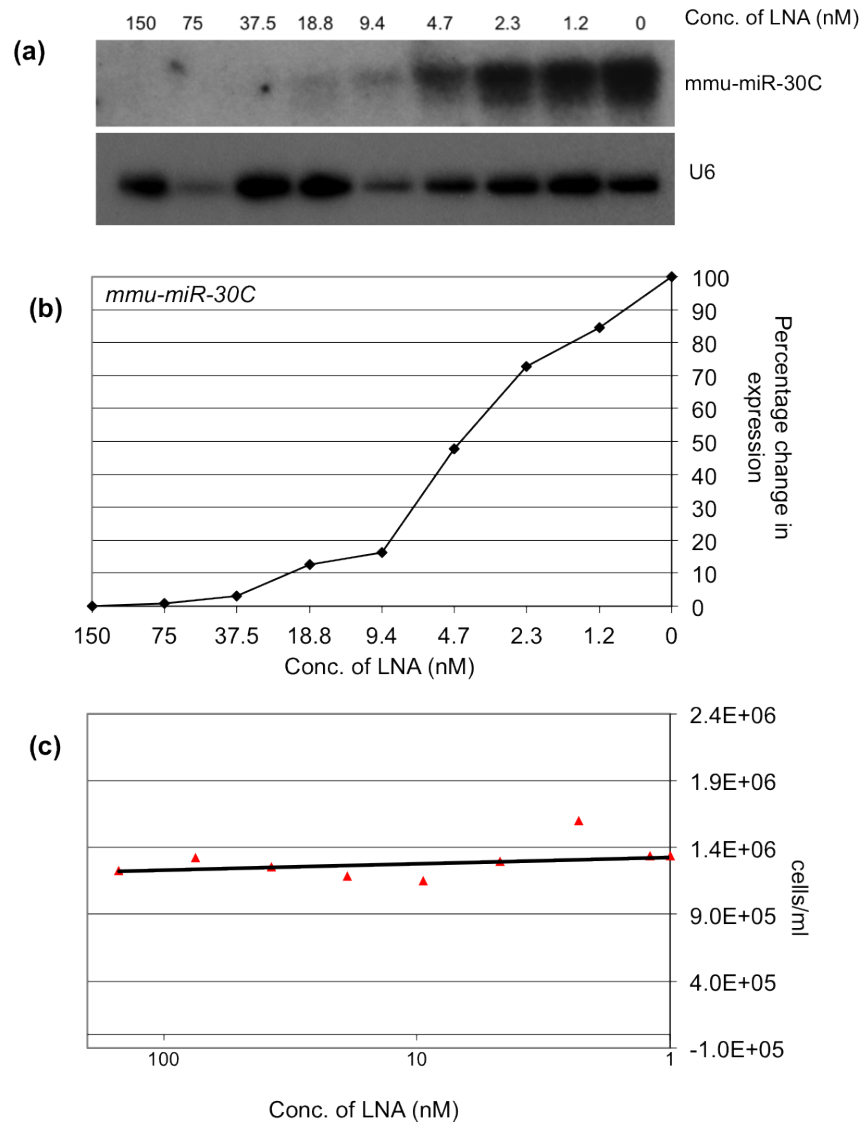 150 75 37.5 18.8 9.4 4.7 2.3 1.2 0 Conc. of LNA (nM)
(a)
mmu-miR-30C
U6
(b)
mmu-miR-30C
100
90
80
70
60
50
40
30
20
10
0
Percentage change in
expression
150 75 37.5 18.8 9.4 4.7 2.3 1.2 0
Conc. of LNA (nM)
(c)
2.4E+06
1.9E+06
1.4E+06
9.0E+05
4.0E+05
-1.0E+05
cells/ml
100 10 1
Conc. of LNA (nM)